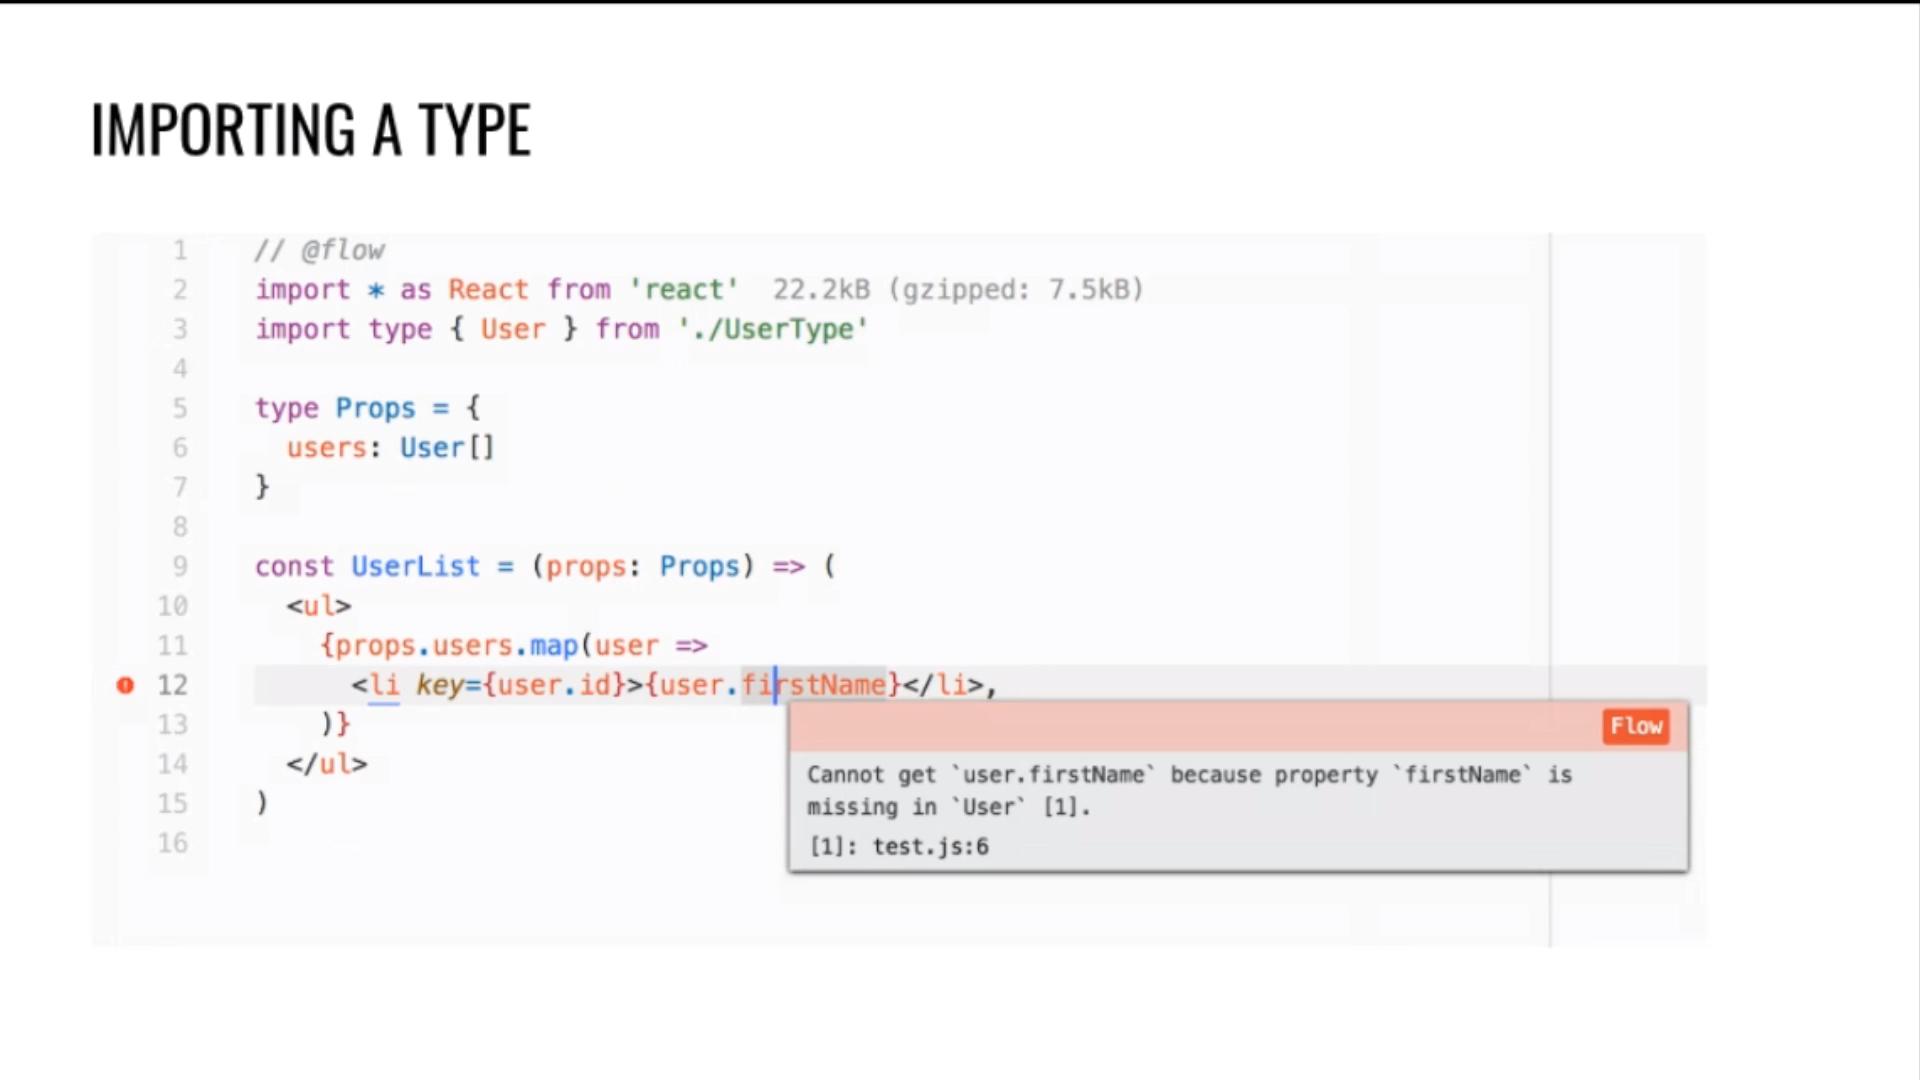 IMPORTING A TYPE
1 // @flow
2 import * as React from 'react' 22.2kB (gzipped: 7.5kB)
3 import type { User } from './UserType'
4
5 type Props = {
6   users: User[]
7 }
8
9 const UserList = (props: Props) => (
10   <ul>
11     {props.users.map(user =>
12       <li key={user.id}>{user.firstName}</li>,
13     )}
14   </ul>
15 )
16
Flow
Cannot get `user.firstName` because property `firstName` is
missing in `User` [1].
[1]: test.js:6